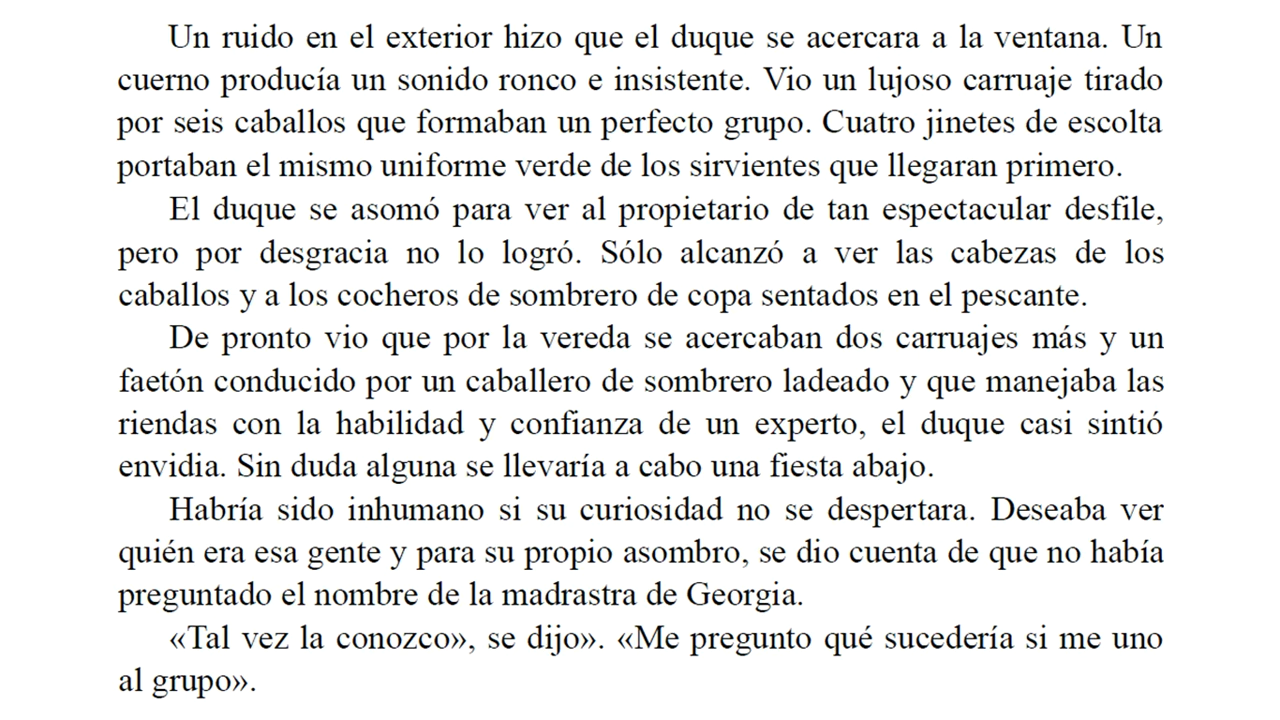 Un ruido en el exterior hizo que el duque se acercara a la ventana. Un
cuerno producía un sonido ronco e insistente. Vio un lujoso carruaje tirado
por seis caballos que formaban un perfecto grupo. Cuatro jinetes de escolta
portaban el mismo uniforme verde de los sirvientes que llegaran primero.
El duque se asomó para ver al propietario de tan espectacular desfile,
pero por desgracia no lo logró. Sólo alcanzó a ver las cabezas de los
caballos y a los cocheros de sombrero de copa sentados en el pescante.
De pronto vio que por la vereda se acercaban dos carruajes más y un
faetón conducido por un caballero de sombrero ladeado y que manejaba las
riendas con la habilidad y confianza de un experto, el duque casi sintió
envidia. Sin duda alguna se llevaría a cabo una fiesta abajo.
Habría sido inhumano si su curiosidad no se despertara. Deseaba ver
quién era esa gente y para su propio asombro, se dio cuenta de que no había
preguntado el nombre de la madrastra de Georgia.
«Tal vez la conozco», se dijo». «Me pregunto qué sucedería si me uno
al grupo».